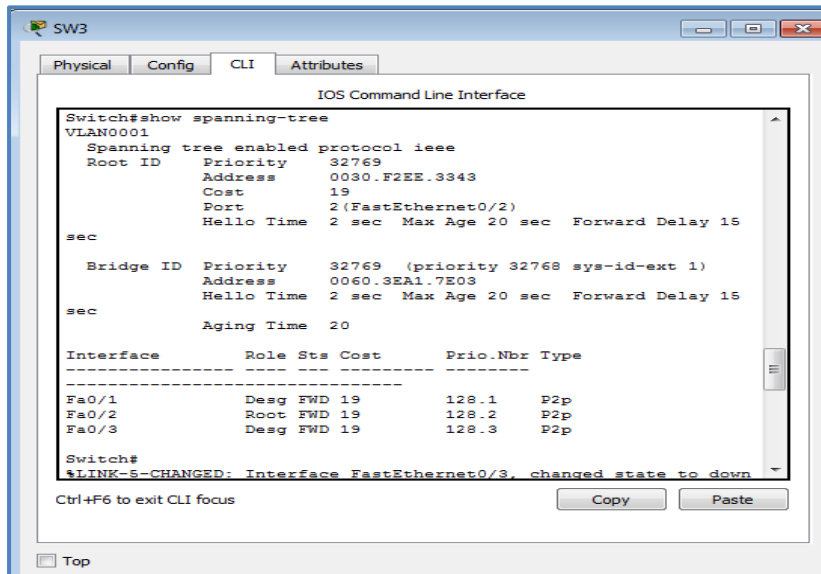 SW3
Physical Config CLI Attributes
IOS Command Line Interface
Switch#show spanning-tree
VLAN0001
  Spanning tree enabled protocol ieee
  Root ID    Priority    32769
             Address     0030.F2EE.3343
             Cost        19
             Port        2(FastEthernet0/2)
             Hello Time  2 sec  Max Age 20 sec  Forward Delay 15
sec

  Bridge ID  Priority    32769  (priority 32768 sys-id-ext 1)
             Address     0060.3EA1.7E03
             Hello Time  2 sec  Max Age 20 sec  Forward Delay 15
sec
             Aging Time  20

Interface        Role Sts Cost      Prio.Nbr Type
---------------- ---- --- --------- --------
--------------------------------
Fa0/1            Desg FWD 19        128.1    P2p
Fa0/2            Root FWD 19        128.2    P2p
Fa0/3            Desg FWD 19        128.3    P2p

Switch#
%LINK-5-CHANGED: Interface FastEthernet0/3, changed state to down
Ctrl+F6 to exit CLI focus Copy Paste
Top